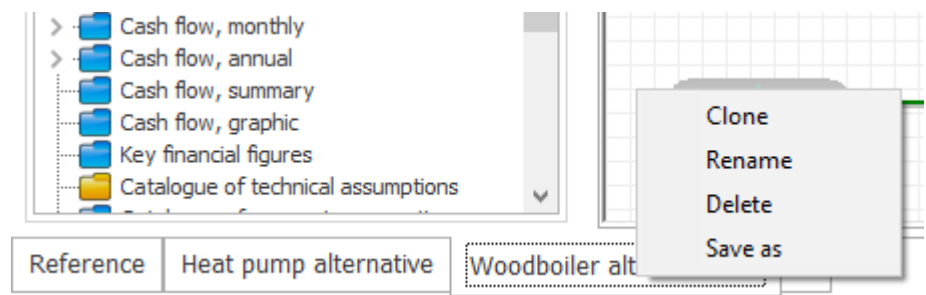 Cash flow, monthly
Cash flow, annual
Cash flow, summary
Cash flow, graphic
Key financial figures
Catalogue of technical assumptions
Clone
Rename
Delete
Save as
Reference
Heat pump alternative
Woodboiler alt